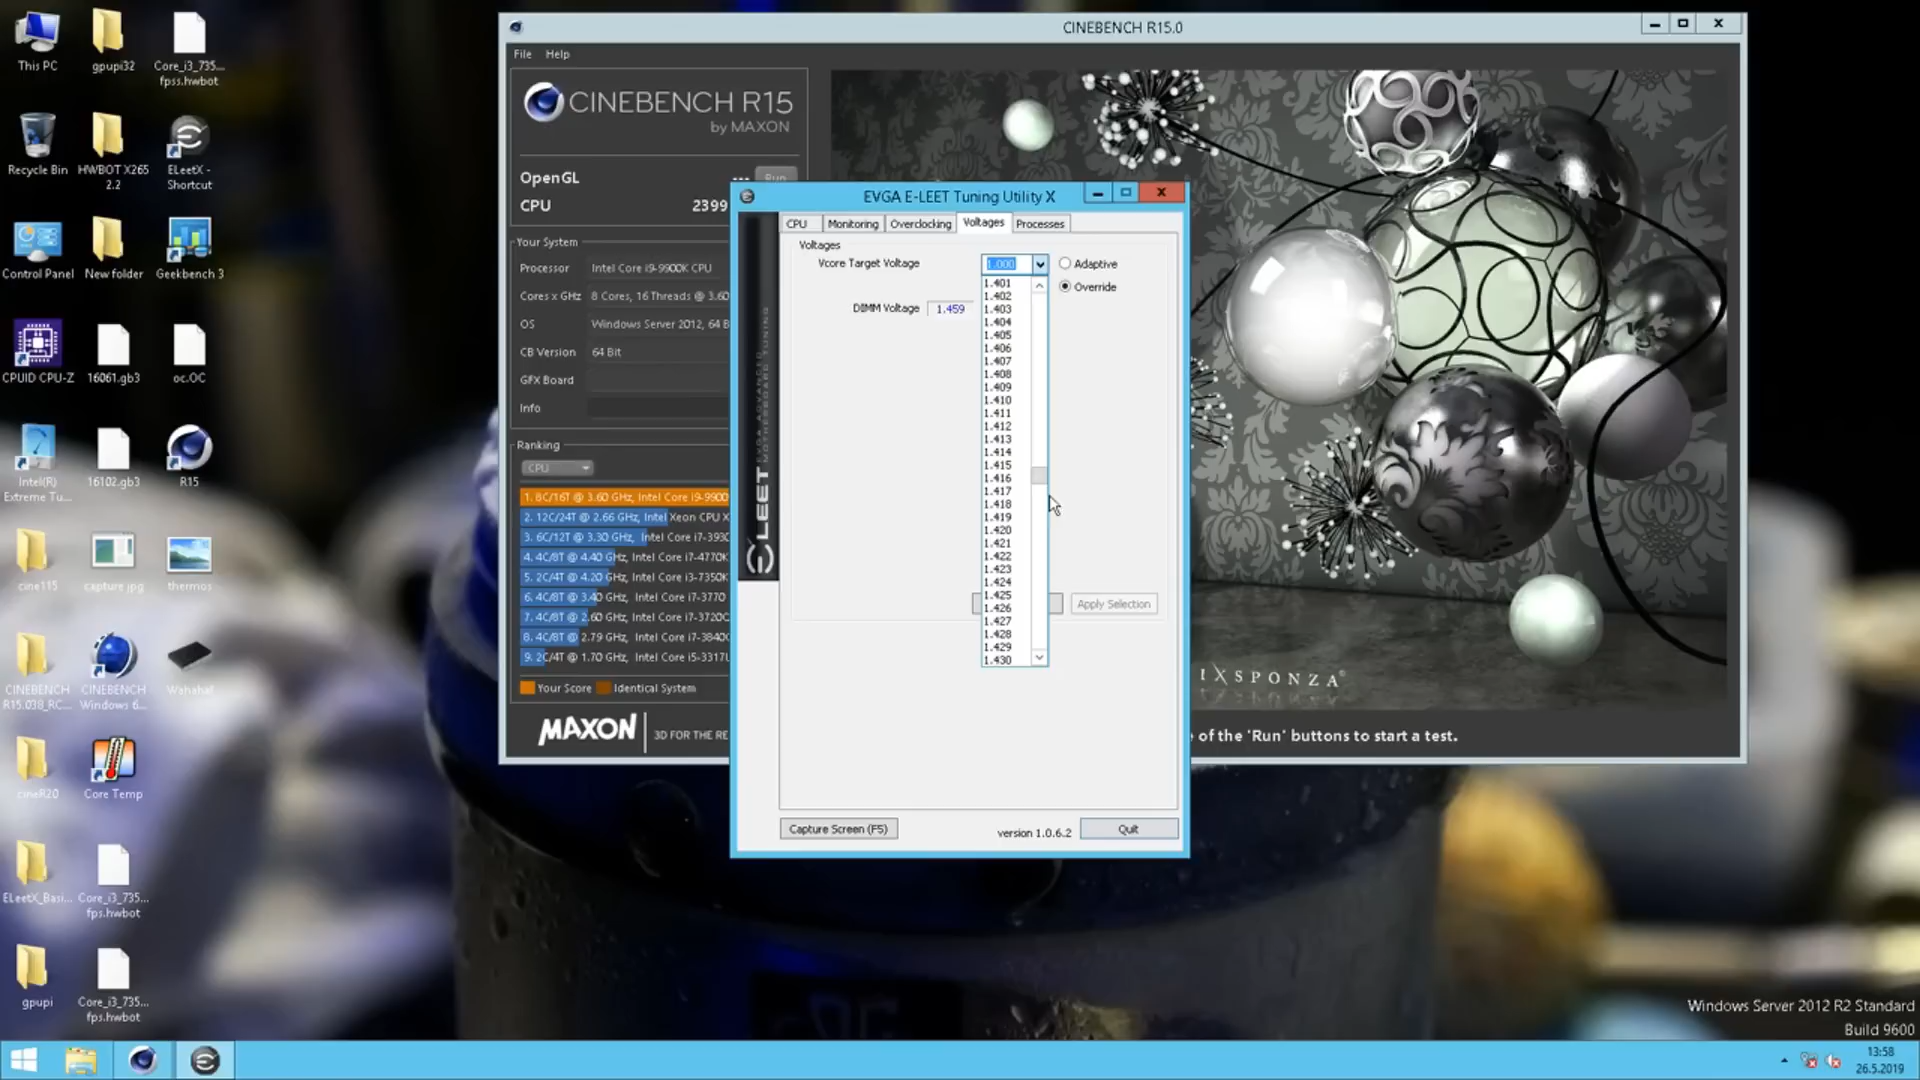 This PC
gpupi32
Core_i3_735...
fpss.hwbot
Recycle Bin
HWBOT X265
2.2
ELeetX -
Shortcut
Control Panel
New folder
Geekbench 3
CPUID CPU-Z
16061.gb3
oc.OC
Intel(R)
Extreme Tu...
16102.gb3
R15
cine115
capture jpg
thermos
CINEBENCH
R15.038_RC...
CINEBENCH
Windows 6...
Wahaha!
cineR20
Core Temp
ELeetX_Basi...
Core_i3_735...
fps.hwbot
gpupi
Core_i3_735...
fps.hwbot
CINEBENCH R15.0
File
Help
CINEBENCH R15
by MAXON
OpenGL
...
Run
CPU
2399
Your System
Processor
Intel Core i9-9900K CPU
Cores x GHz
8 Cores, 16 Threads @ 3.60
OS
Windows Server 2012, 64 B
CB Version
64 Bit
GFX Board
Info
Ranking
CPU
1. 8C/16T @ 3.60 GHz, Intel Core i9-9900
2. 12C/24T @ 2.66 GHz, Intel Xeon CPU X
3. 6C/12T @ 3.30 GHz, Intel Core i7-393
4. 4C/8T @ 4.40 GHz, Intel Core i7-4770K
5. 2C/4T @ 4.20 GHz, Intel Core i3-7350K
6. 4C/8T @ 3.40 GHz, Intel Core i7-3770
7. 4C/8T @ 2.60 GHz, Intel Core i7-3720
8. 4C/8T @ 2.79 GHz, Intel Core i7-3840
9. 2C/4T @ 1.70 GHz, Intel Core i5-3317U
Your Score
Identical System
MAXON
3D FOR THE RE
IXSPONZA®
of the 'Run' buttons to start a test.
EVGA E-LEET Tuning Utility X
CPU
Monitoring
Overclocking
Voltages
Processes
ELEET
EVGA ADVANCED
MOTHERBOARD TUNING
Voltages
Vcore Target Voltage
1.000
Adaptive
Override
DIMM Voltage
1.459
1.401
1.402
1.403
1.404
1.405
1.406
1.407
1.408
1.409
1.410
1.411
1.412
1.413
1.414
1.415
1.416
1.417
1.418
1.419
1.420
1.421
1.422
1.423
1.424
1.425
1.426
1.427
1.428
1.429
1.430
Apply Selection
Capture Screen (F5)
version 1.0.6.2
Quit
Windows Server 2012 R2 Standard
Build 9600
13:58
26.5.2019